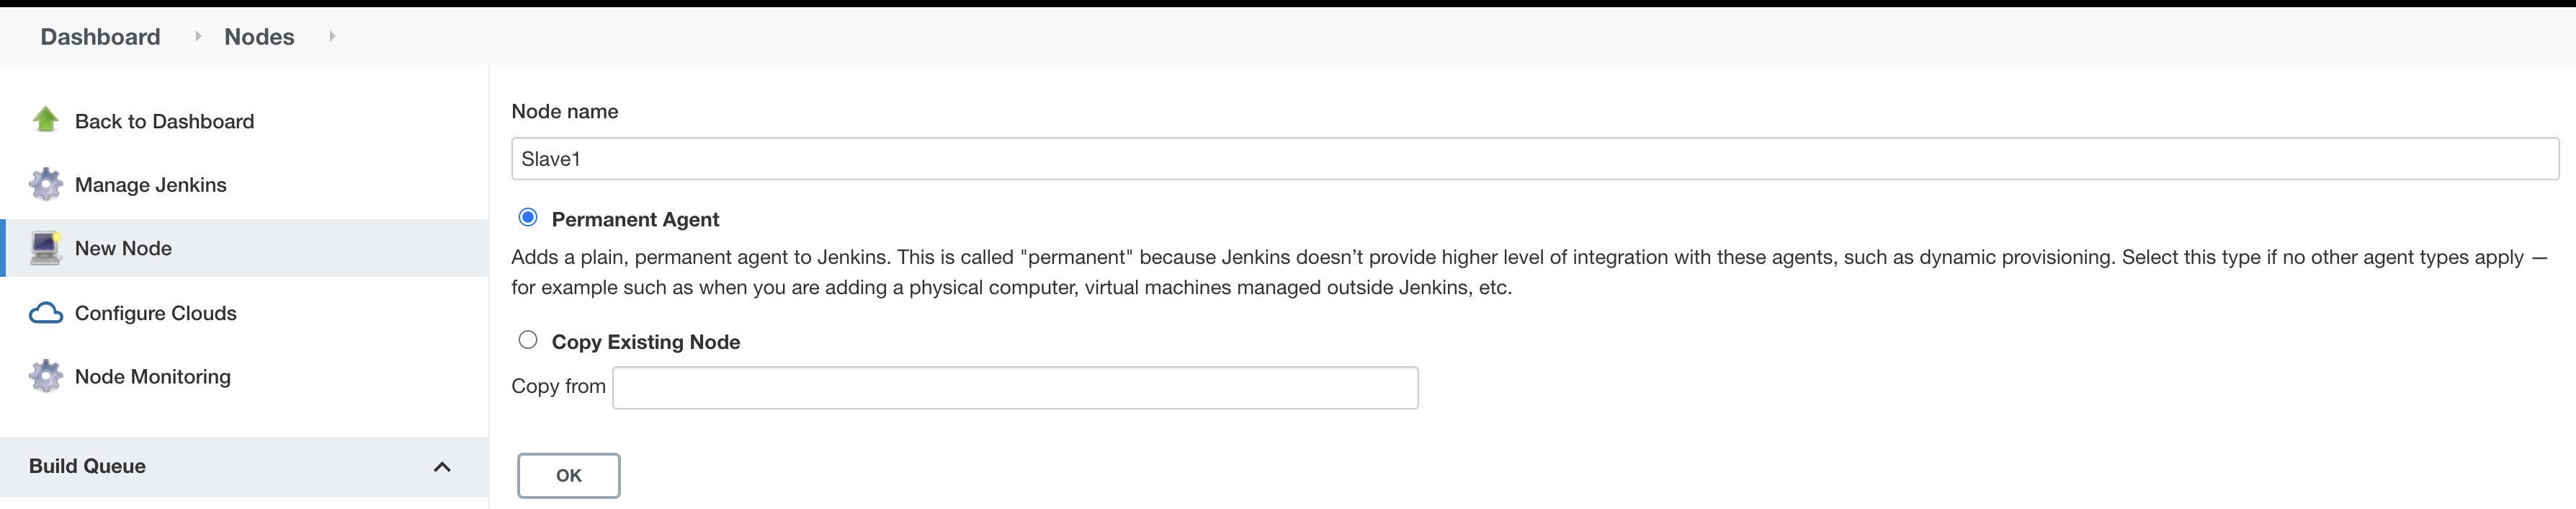 Dashboard Nodes
Back to Dashboard
Manage Jenkins
New Node
Configure Clouds
Node Monitoring
Build Queue
Node name
Slave1
Permanent Agent
Adds a plain, permanent agent to Jenkins. This is called "permanent" because Jenkins doesn’t provide higher level of integration with these agents, such as dynamic provisioning. Select this type if no other agent types apply —
for example such as when you are adding a physical computer, virtual machines managed outside Jenkins, etc.
Copy Existing Node
Copy from
OK